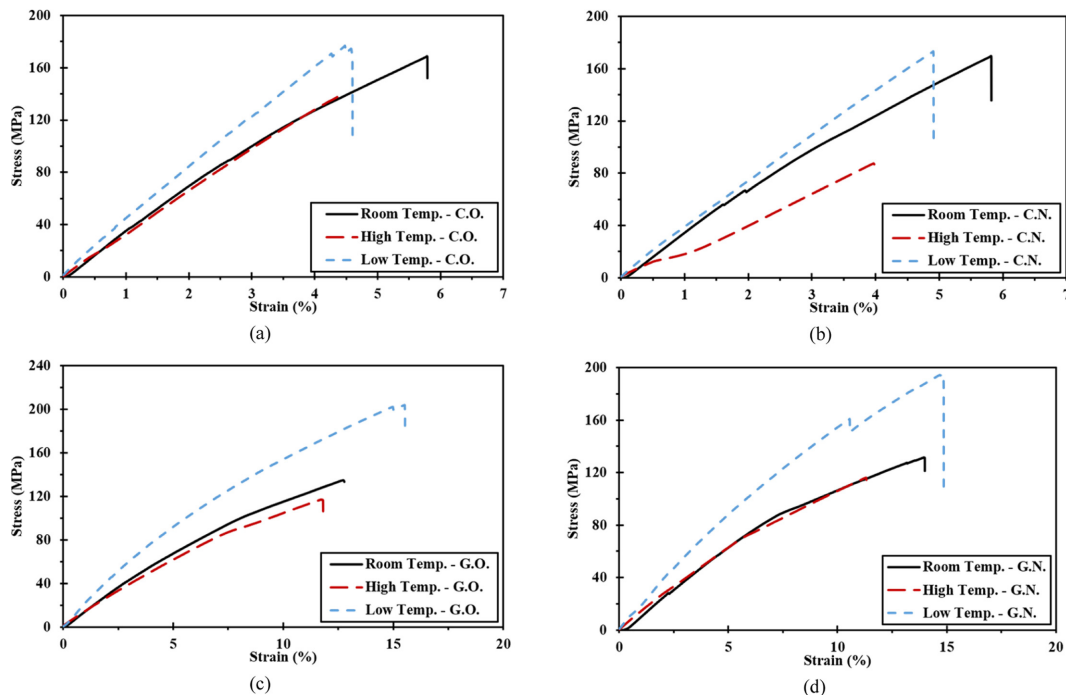 200
160
120
80
40
0
Stress (MPa)
Room Temp. - C.O.
High Temp. - C.O.
Low Temp. - C.O.
0 1 2 3 4 5 6 7
Strain (%)
(a)
200
160
120
80
40
0
Stress (MPa)
Room Temp. - C.N.
High Temp. - C.N.
Low Temp. - C.N.
0 1 2 3 4 5 6 7
Strain (%)
(b)
240
200
160
120
80
40
0
Stress (MPa)
Room Temp. - G.O.
High Temp. - G.O.
Low Temp. - G.O.
0 5 10 15 20
Strain (%)
(c)
200
160
120
80
40
0
Stress (MPa)
Room Temp. - G.N.
High Temp. - G.N.
Low Temp. - G.N.
0 5 10 15 20
Strain (%)
(d)